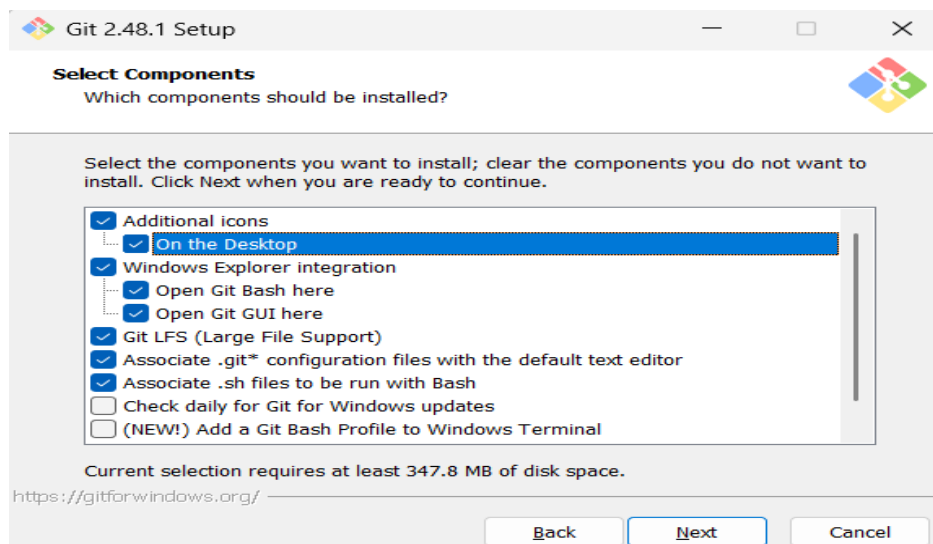 Git 2.48.1 Setup
Select Components
Which components should be installed?
Select the components you want to install; clear the components you do not want to
install. Click Next when you are ready to continue.
Additional icons
On the Desktop
Windows Explorer integration
Open Git Bash here
Open Git GUI here
Git LFS (Large File Support)
Associate .git* configuration files with the default text editor
Associate .sh files to be run with Bash
Check daily for Git for Windows updates
(NEW!) Add a Git Bash Profile to Windows Terminal
Current selection requires at least 347.8 MB of disk space.
https://gitforwindows.org/
Back Next Cancel